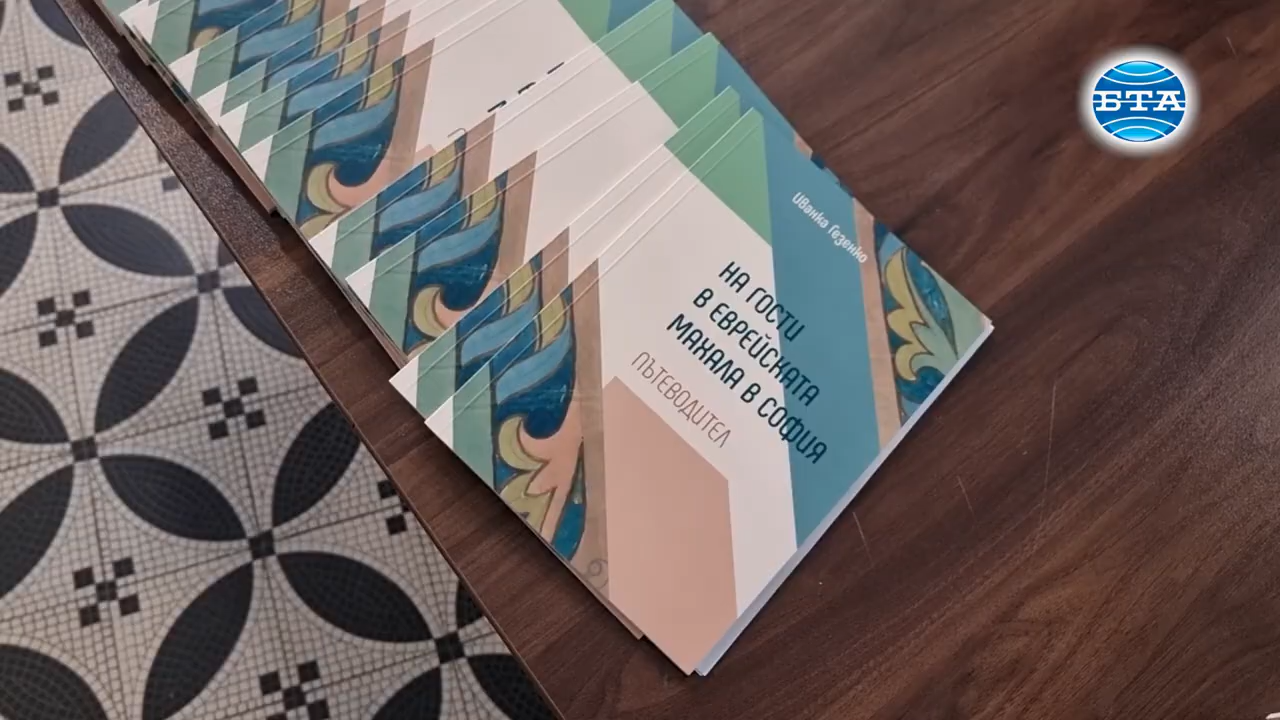 БТА
Иванка Гезенко
НА ГОСТИ
В ЕВРЕЙСКАТА
МАХАЛА В СОФИЯ
ПЪТЕВОДИТЕЛ